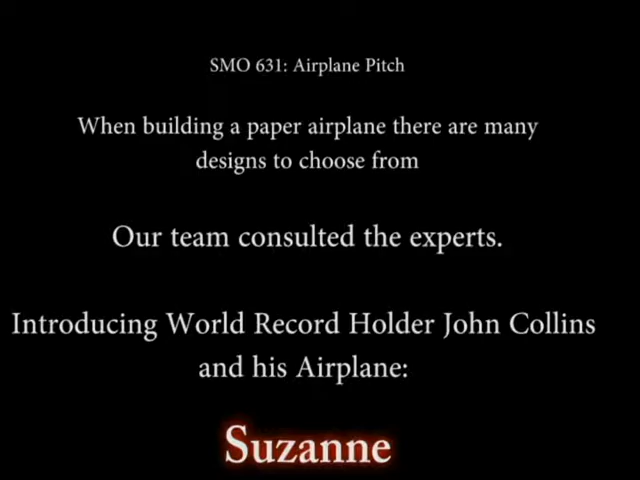 SMO 631: Airplane Pitch
When building a paper airplane there are many
designs to choose from
Our team consulted the experts.
Introducing World Record Holder John Collins
and his Airplane:
Suzanne